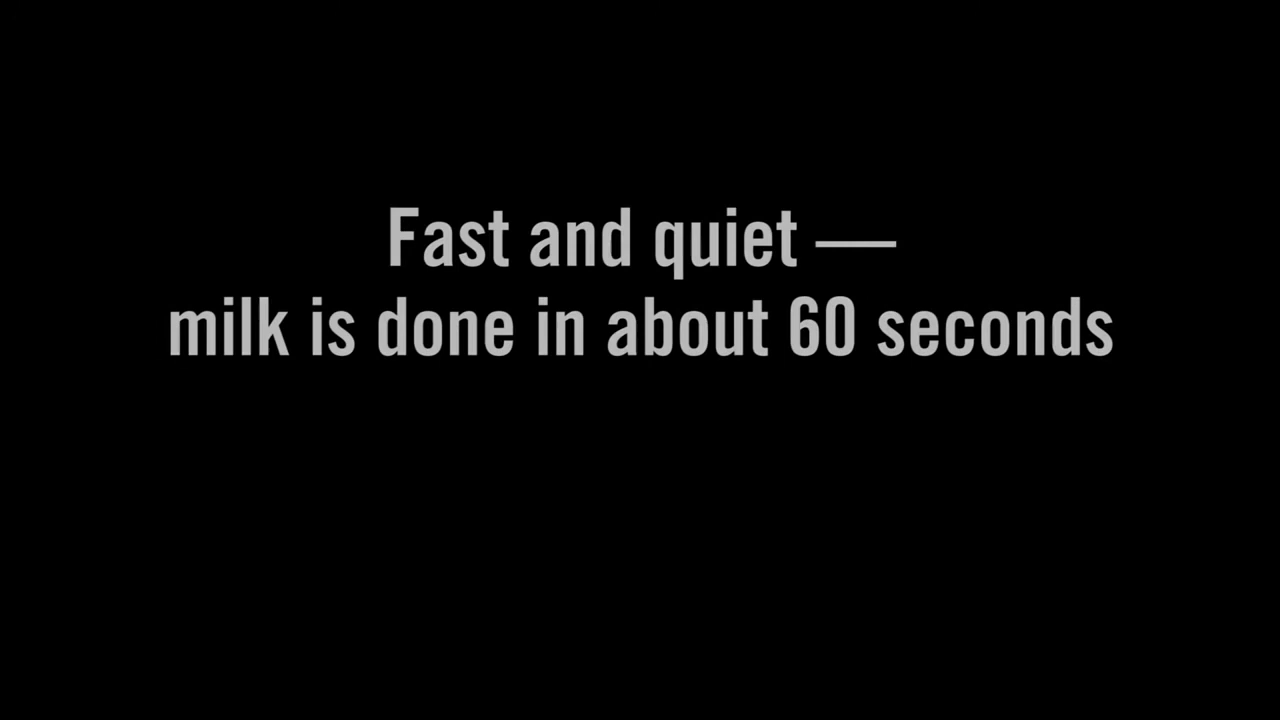 Fast and quiet —
milk is done in about 60 seconds